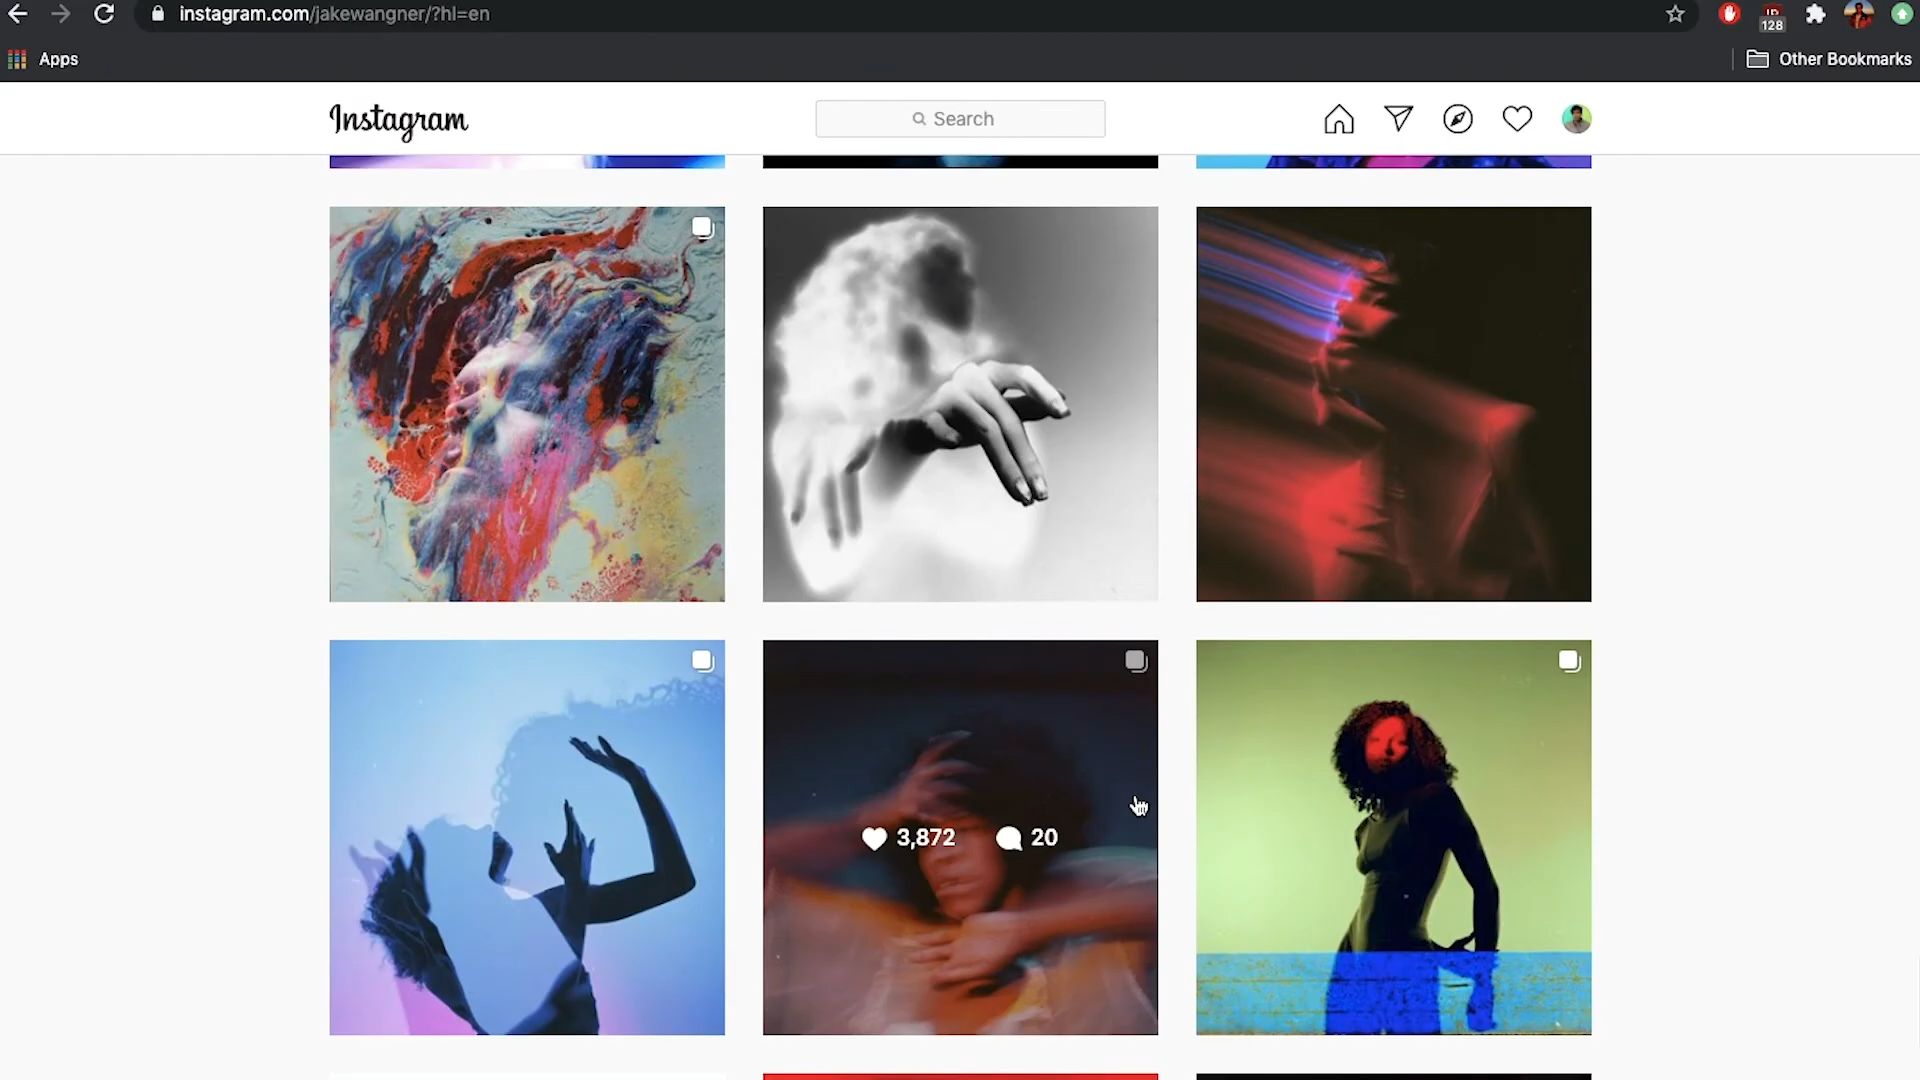 instagram.com/jakewangner/?hl=en
128
Apps
Other Bookmarks
Instagram
Search
3,872
20